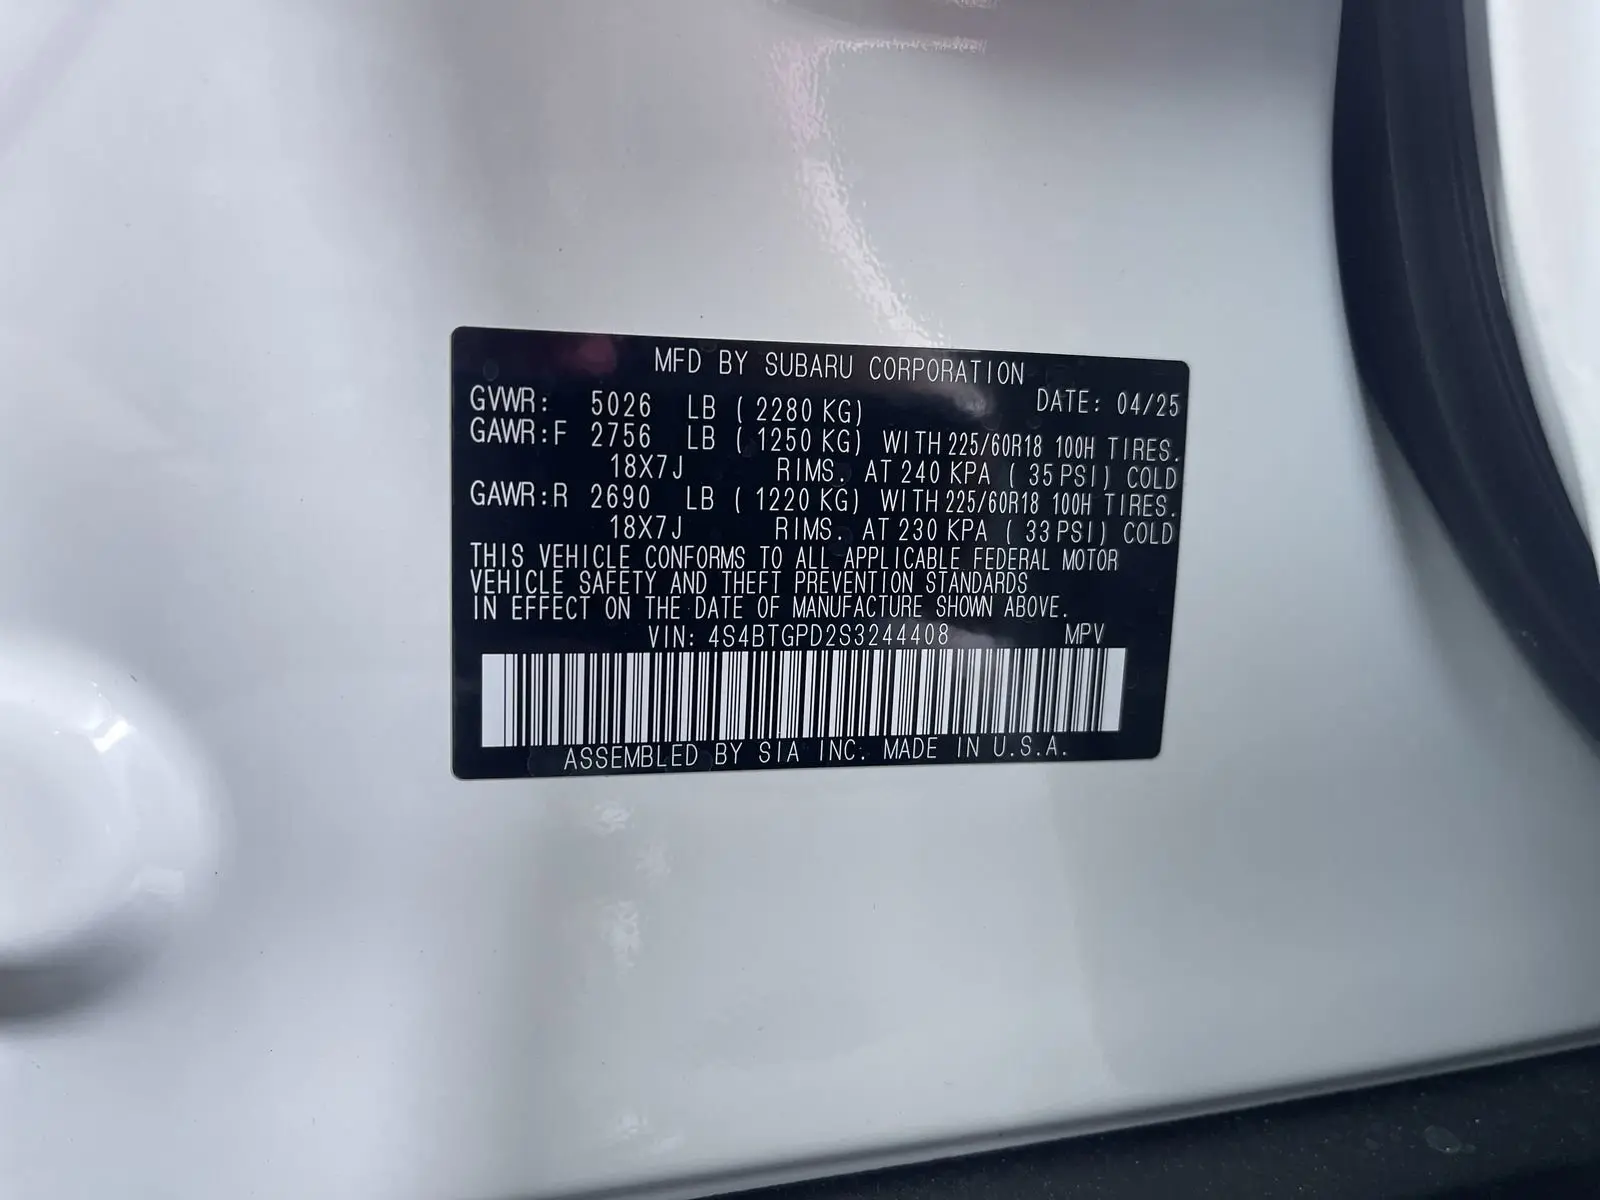 MFD BY SUBARU CORPORATION
GVWR: 5026 LB ( 2280 KG) DATE: 04/25
GAWR:F 2756 LB ( 1250 KG) WITH 225/60R18 100H TIRES.
18X7J RIMS. AT 240 KPA ( 35 PSI) COLD
GAWR:R 2690 LB ( 1220 KG) WITH 225/60R18 100H TIRES.
18X7J RIMS. AT 230 KPA ( 33 PSI) COLD
THIS VEHICLE CONFORMS TO ALL APPLICABLE FEDERAL MOTOR
VEHICLE SAFETY AND THEFT PREVENTION STANDARDS
IN EFFECT ON THE DATE OF MANUFACTURE SHOWN ABOVE.
VIN: 4S4BTGPD2S3244408 MPV
ASSEMBLED BY SIA INC. MADE IN U.S.A.